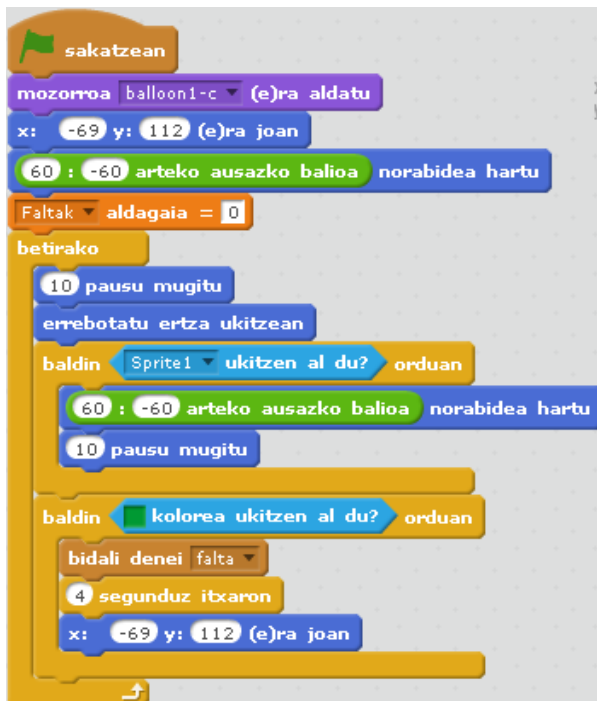 sakatzean
mozorroa balloon1-c (e)ra aldatu
x: -69 y: 112 (e)ra joan
60 : -60 arteko ausazko balioa norabidea hartu
Faltak aldagaia = 0
betirako
10 pausu mugitu
errebotatu ertza ukitzean
baldin Sprite1 ukitzen al du? orduan
60 : -60 arteko ausazko balioa norabidea hartu
10 pausu mugitu
baldin kolorea ukitzen al du? orduan
bidali denei falta
4 segunduz itxaron
x: -69 y: 112 (e)ra joan